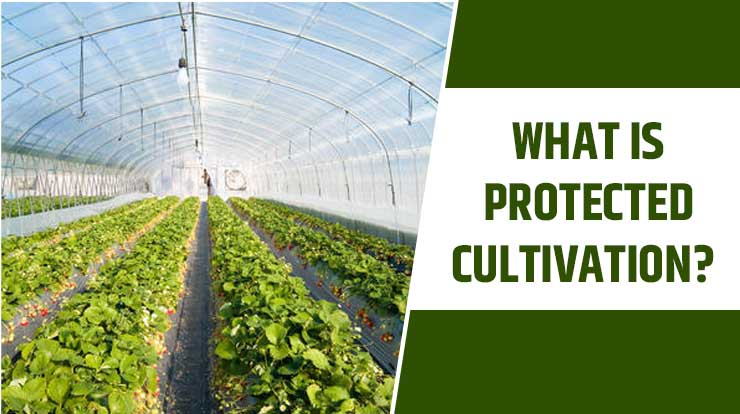 WHAT IS
PROTECTED
CULTIVATION?